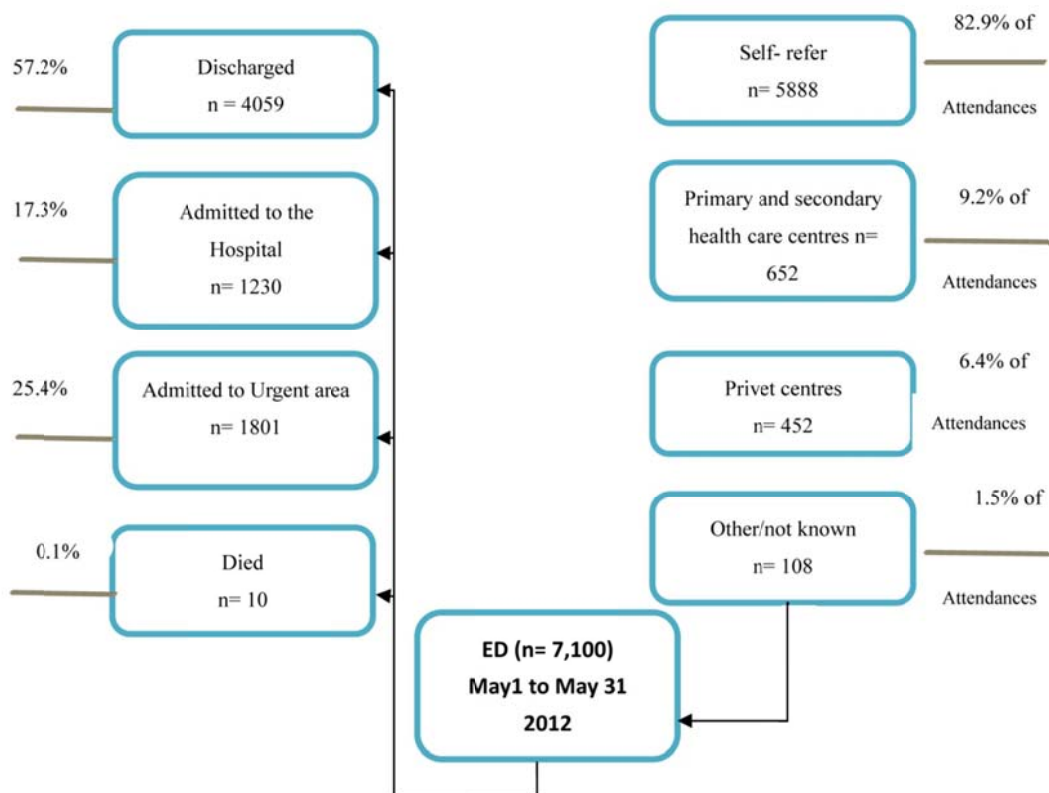 57.2%
Discharged
n = 4059
17.3%
Admitted to the
Hospital
n= 1230
25.4%
Admitted to Urgent area
n= 1801
0.1%
Died
n= 10
Self- refer
n= 5888
82.9% of
Attendances
Primary and secondary
health care centres n=
652
9.2% of
Attendances
Privet centres
n= 452
6.4% of
Attendances
Other/not known
n= 108
1.5% of
Attendances
ED (n= 7,100)
May1 to May 31
2012